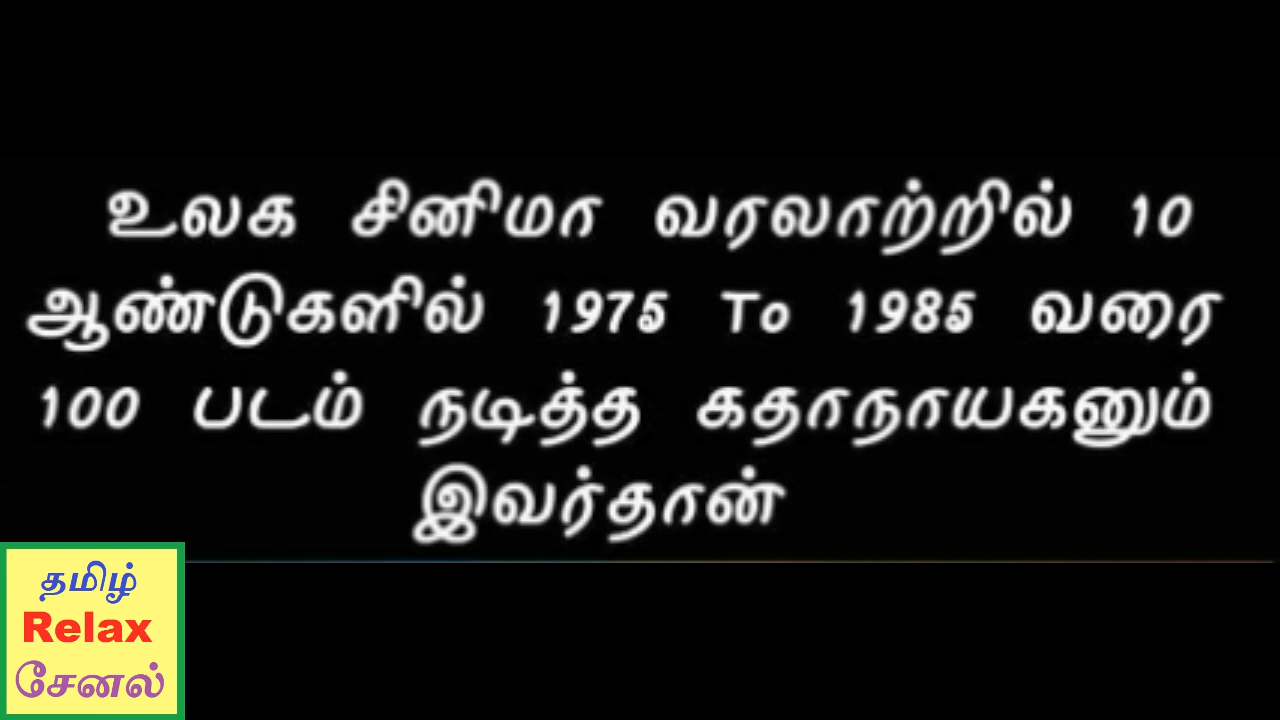 உலக சினிமா வரலாற்றில் 10
ஆண்டுகளில் 1975 To 1985 வரை
100 படம் நடித்த கதாநாயகனும்
இவர்தான்
தமிழ்
Relax
சேனல்